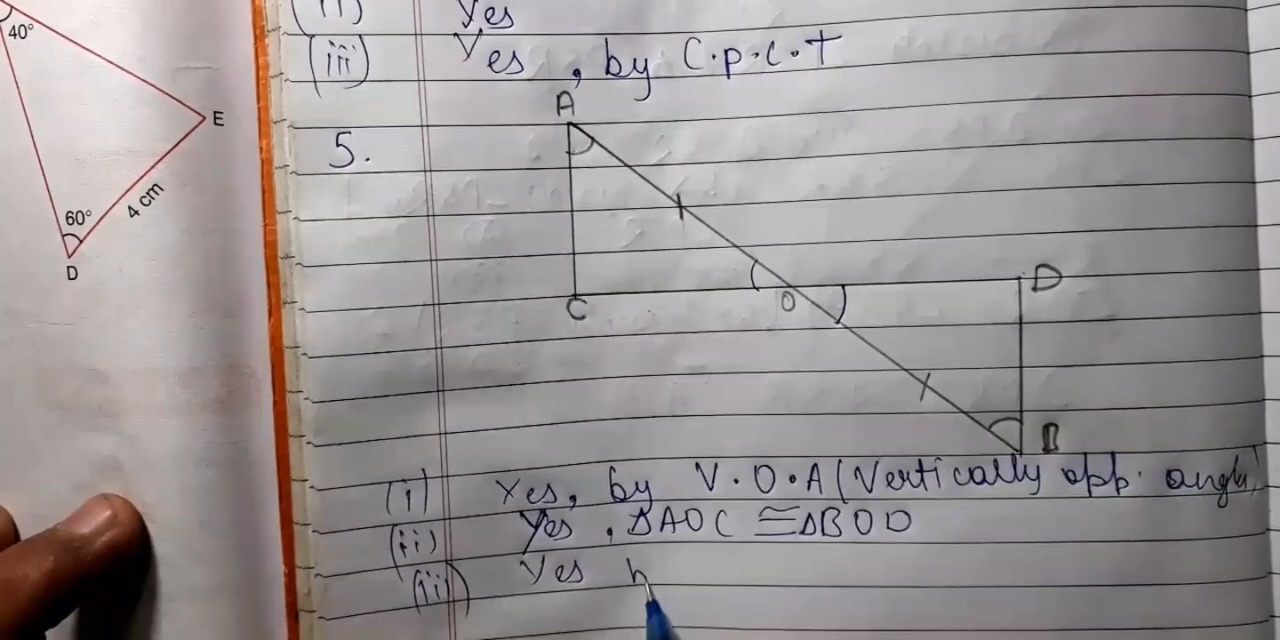 40°
E
60°
4 cm
D
(ii) Yes
(iii) Yes, by C.p.c.T
5.
A
C
O
D
B
(i) Yes, by V.O.A (Vertically opp. angle)
(ii) Yes, ΔAOC ≅ ΔBOD
(iii) Yes